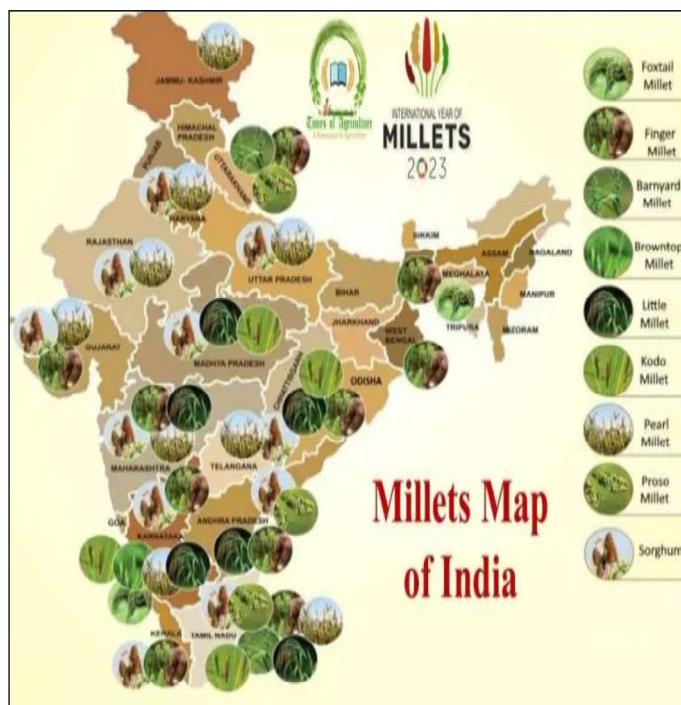 JAMMU- KASHMIR
HIMACHAL
PRADESH
PUNJAB
UTTARAKHAND
HARYANA
RAJASTHAN
UTTAR PRADESH
BIHAR
SIKKIM
ASSAM
NAGALAND
MEGHALAYA
MANIPUR
TRIPURA
MIZORAM
JHARKHAND
WEST
BENGAL
GUJARAT
MADHYA PRADESH
CHHATTISGARH
ODISHA
MAHARASHTRA
TELANGANA
GOA
KARNATAKA
ANDHRA PRADESH
KERALA
TAMIL NADU
Times of Agriculture
INTERNATIONAL YEAR OF
MILLETS
2023
Foxtail
Millet
Finger
Millet
Barnyard
Millet
Browntop
Millet
Little
Millet
Kodo
Millet
Pearl
Millet
Proso
Millet
Sorghum
Millets Map
of India